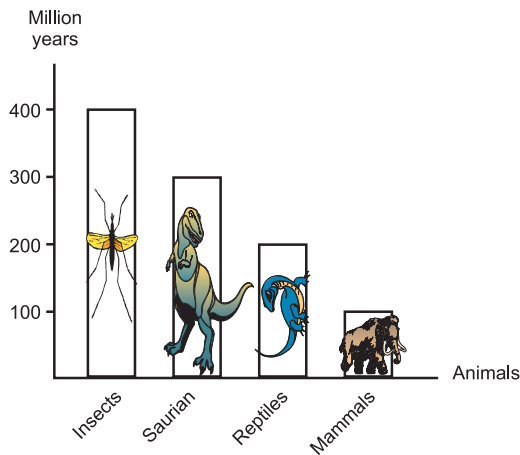 Million
years
400
300
200
100
Animals
Insects
Saurian
Reptiles
Mammals